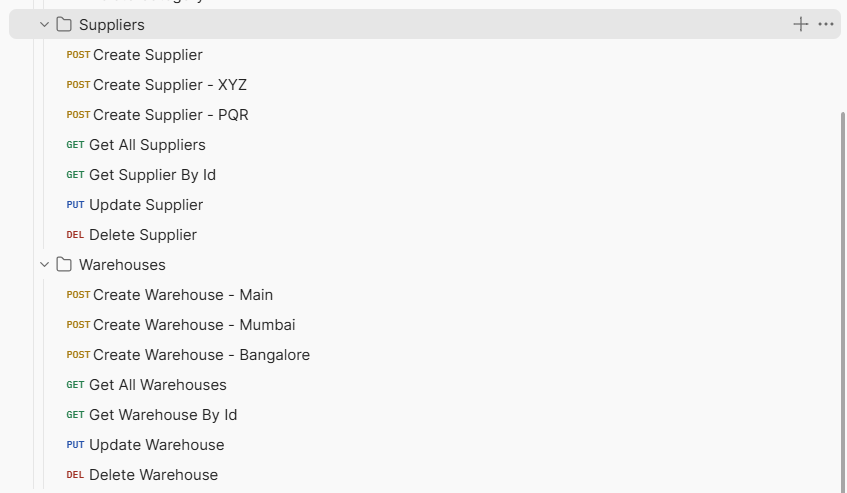 Suppliers
POST Create Supplier
POST Create Supplier - XYZ
POST Create Supplier - PQR
GET Get All Suppliers
GET Get Supplier By Id
PUT Update Supplier
DEL Delete Supplier
Warehouses
POST Create Warehouse - Main
POST Create Warehouse - Mumbai
POST Create Warehouse - Bangalore
GET Get All Warehouses
GET Get Warehouse By Id
PUT Update Warehouse
DEL Delete Warehouse